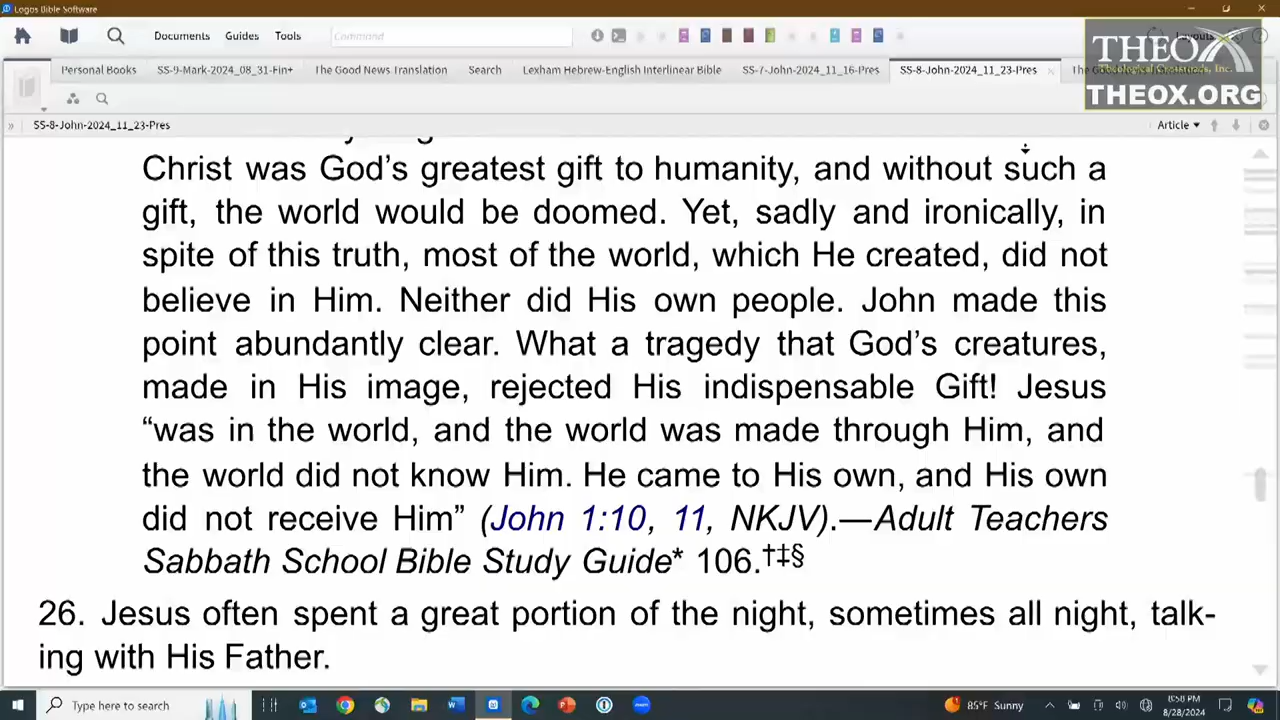 Logos Bible Software
Documents Guides Tools Command Layouts
THEOX
Theological Crossroads, Inc.
THEOX.ORG
Personal Books SS-9-Mark-2024_08_31-Fin+ The Good News Translation Search Lexham Hebrew-English Interlinear Bible SS-7-John-2024_11_16-Pres SS-8-John-2024_11_23-Pres
SS-8-John-2024_11_23-Pres Article
Christ was God’s greatest gift to humanity, and without such a
gift, the world would be doomed. Yet, sadly and ironically, in
spite of this truth, most of the world, which He created, did not
believe in Him. Neither did His own people. John made this
point abundantly clear. What a tragedy that God’s creatures,
made in His image, rejected His indispensable Gift! Jesus
“was in the world, and the world was made through Him, and
the world did not know Him. He came to His own, and His own
did not receive Him” (John 1:10, 11, NKJV).—Adult Teachers
Sabbath School Bible Study Guide* 106.†‡§
26. Jesus often spent a great portion of the night, sometimes all night, talk-
ing with His Father.
Type here to search 85°F Sunny 8:58 PM
8/28/2024